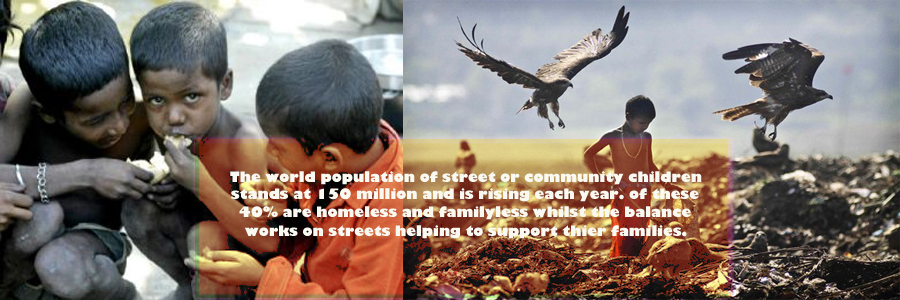 The world population of street or community children
stands at 150 million and is rising each year. of these
40% are homeless and familyless whilst the balance
works on streets helping to support thier families.